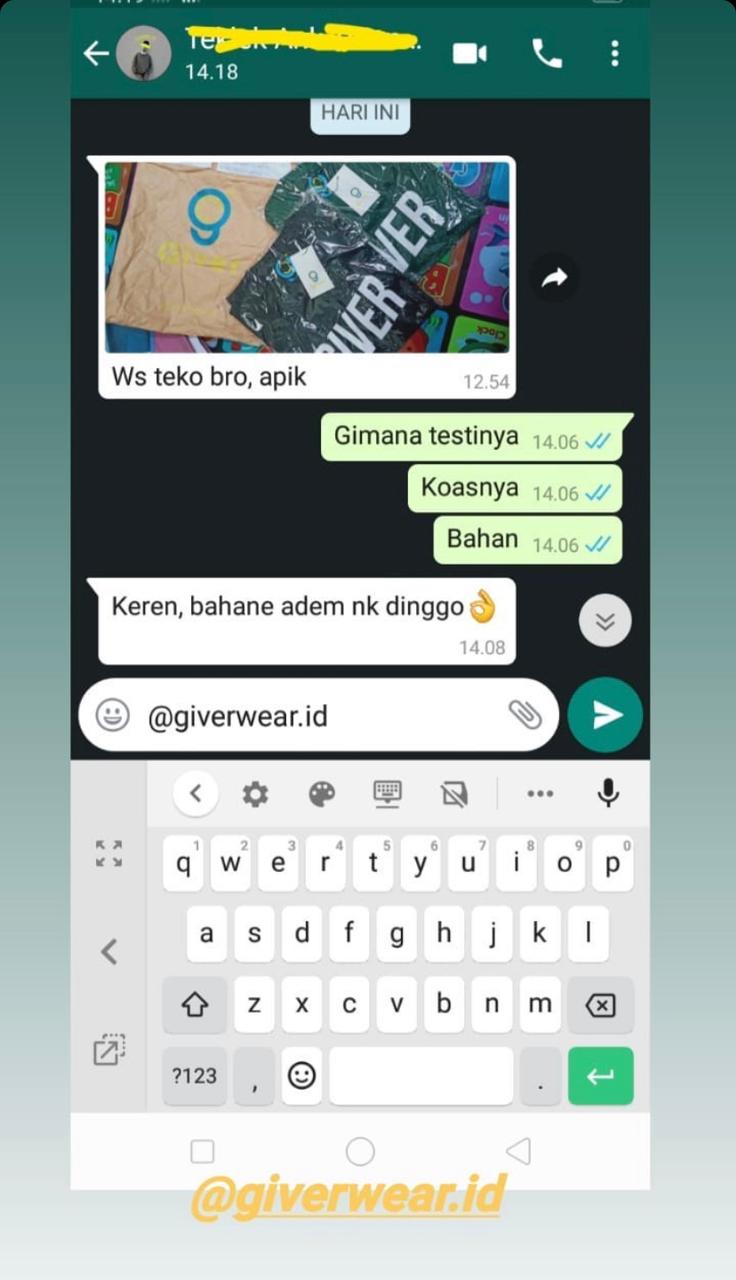 14.18
HARI INI
g
Giver
GIVER
GIVER
Ws teko bro, apik
12.54
Gimana testinya 14.06
Koasnya 14.06
Bahan 14.06
Keren, bahane adem nk dinggo👌
14.08
@giverwear.id
1 2 3 4 5 6 7 8 9 0
q w e r t y u i o p
a s d f g h j k l
z x c v b n m
?123 , .
@giverwear.id